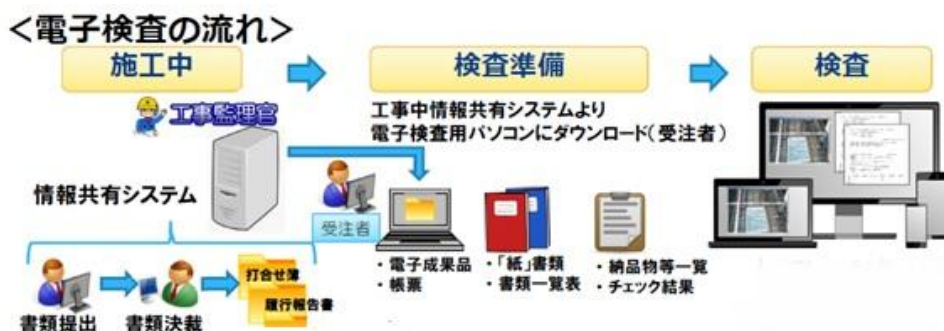 ＜電子検査の流れ＞
施工中
検査準備
検査
工事監理官
工事中情報共有システムより
電子検査用パソコンにダウンロード（受注者）
情報共有システム
受注者
打合せ簿
履行報告書
書類提出
書類決裁
・電子成果品
・帳票
・「紙」書類
・書類一覧表
・納品物等一覧
・チェック結果